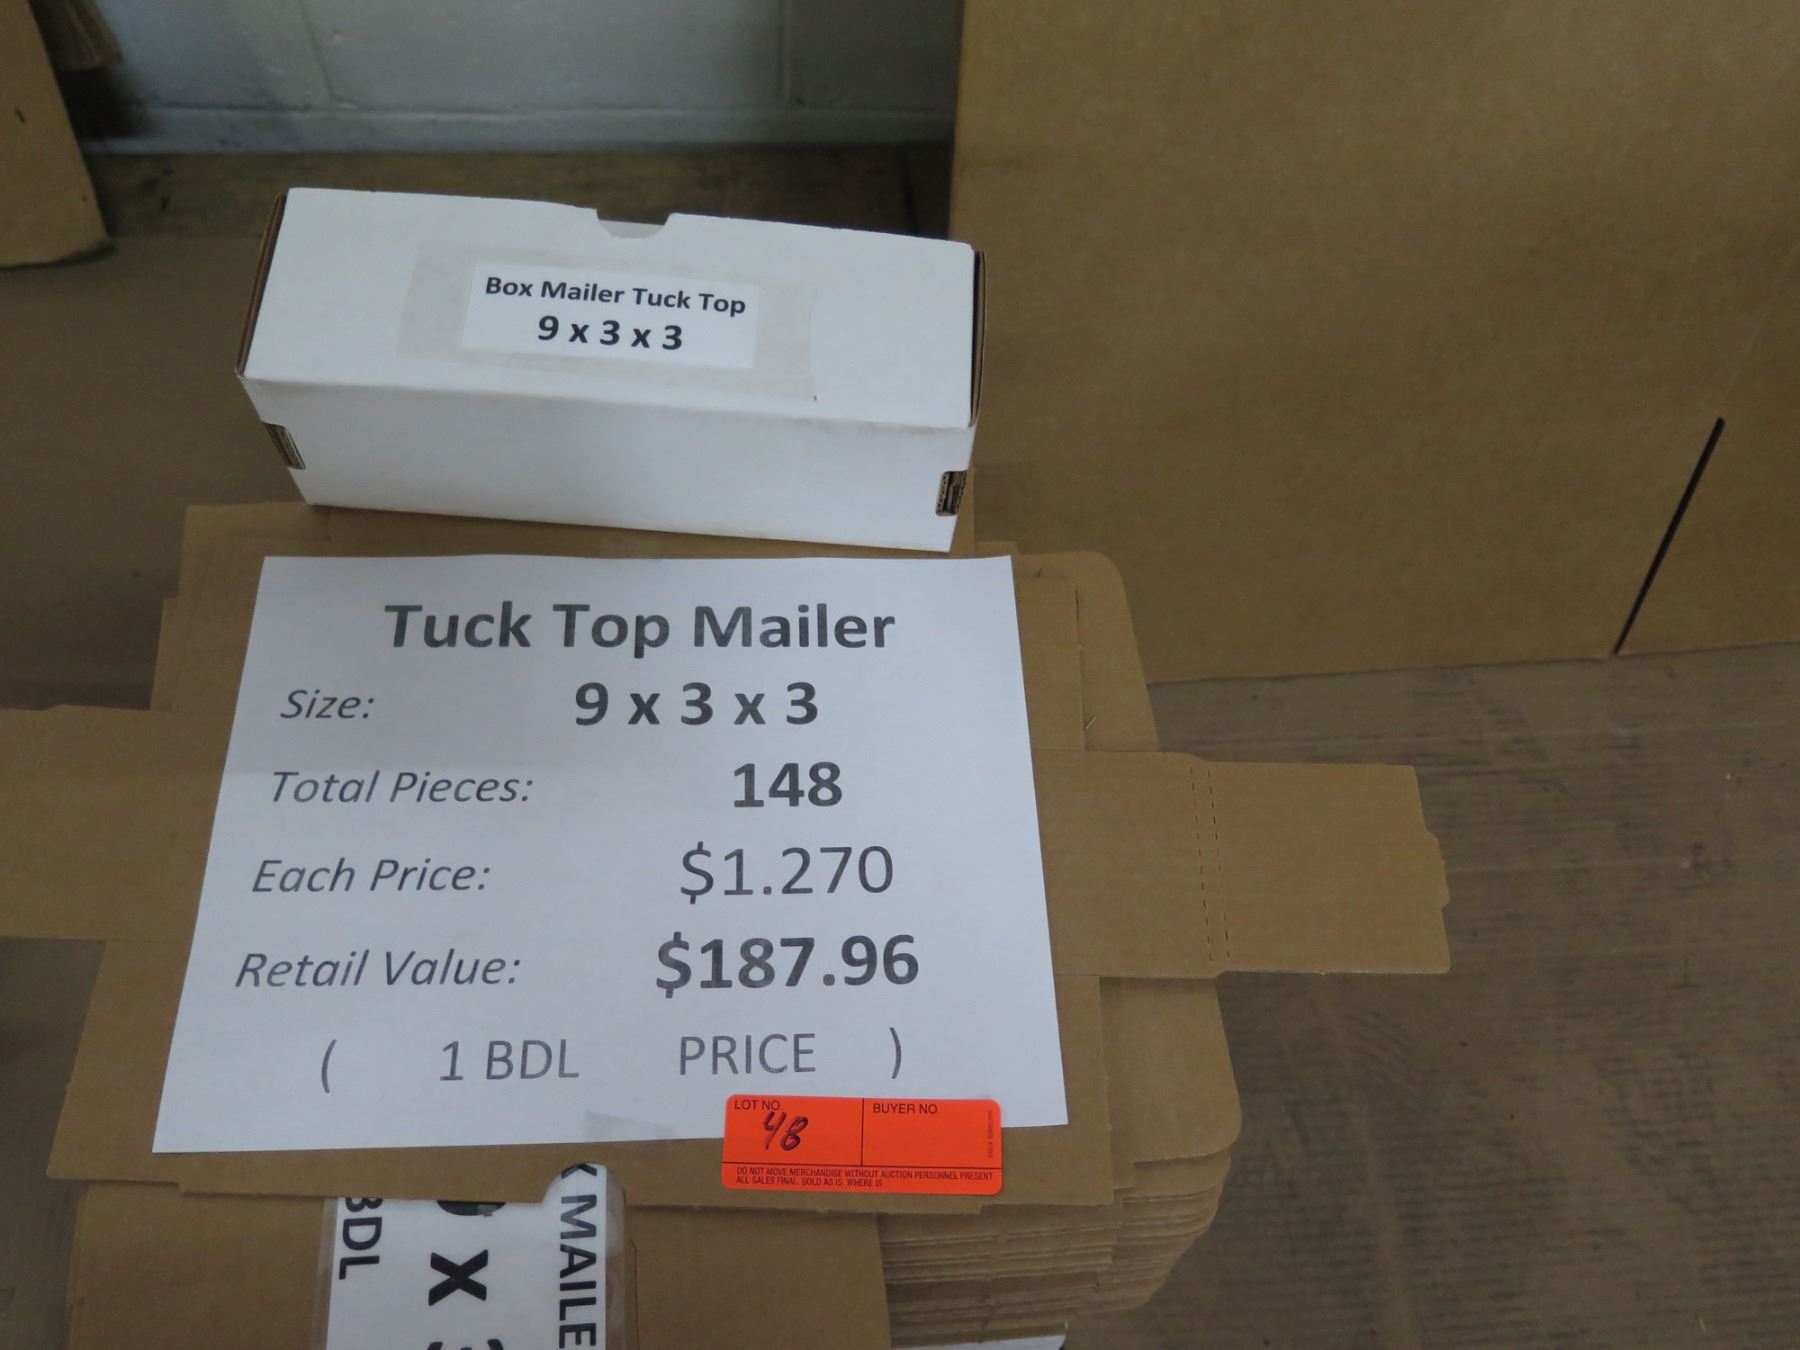 Box Mailer Tuck Top
9 x 3 x 3
Tuck Top Mailer
Size: 9 x 3 x 3
Total Pieces: 148
Each Price: $1.270
Retail Value: $187.96
( 1 BDL PRICE )
LOT NO. 48 BUYER NO.
DO NOT MOVE MERCHANDISE WITHOUT AUCTION PERSONNEL PRESENT
ALL SALES FINAL. SOLD AS IS. WHERE IS
X MAILE
X 3
BDL